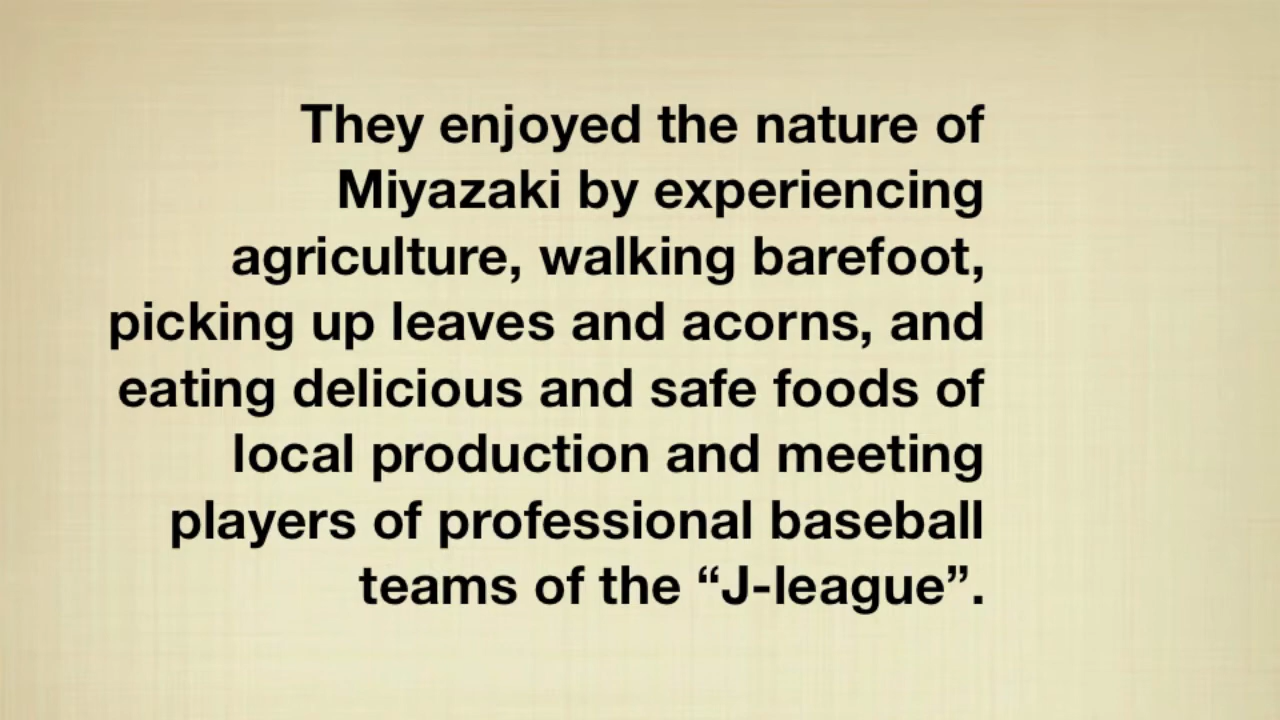 They enjoyed the nature of
Miyazaki by experiencing
agriculture, walking barefoot,
picking up leaves and acorns, and
eating delicious and safe foods of
local production and meeting
players of professional baseball
teams of the “J-league”.